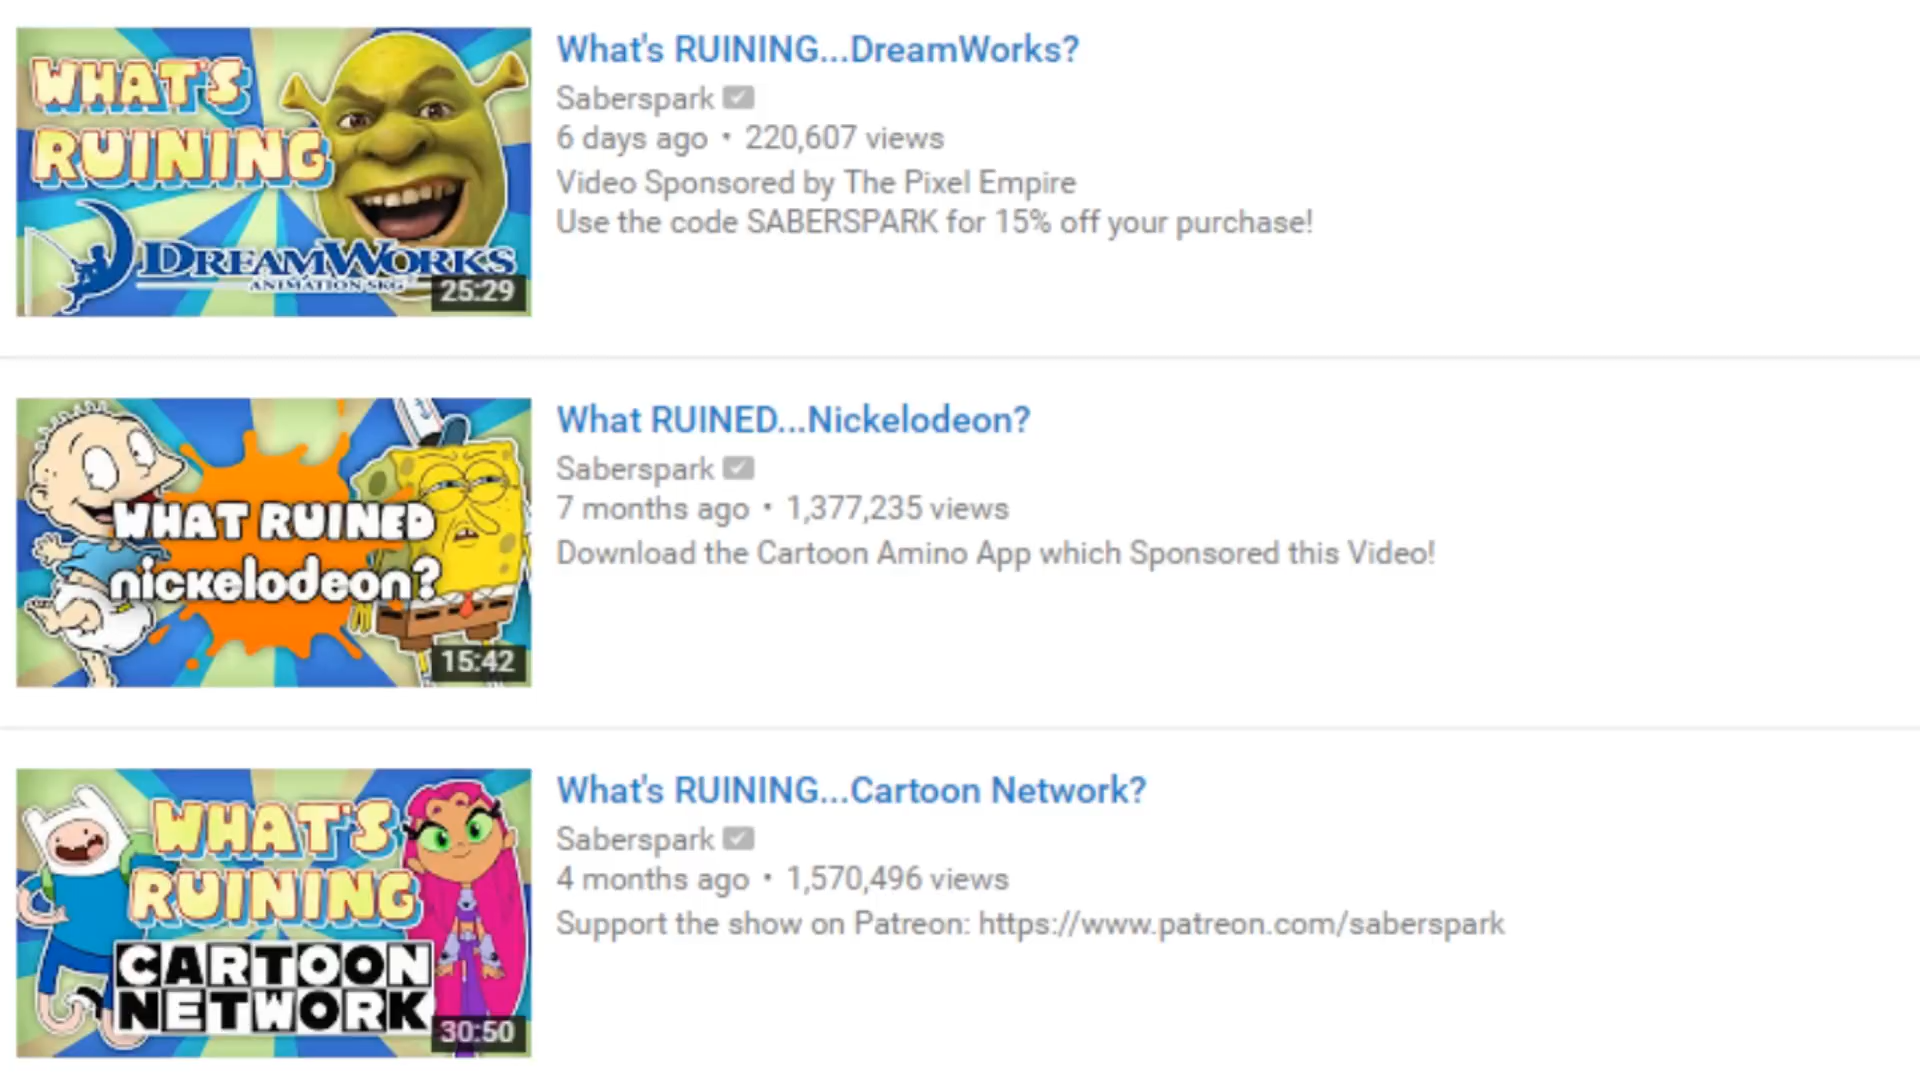 WHAT'S
RUINING
DREAMWORKS
ANIMATION SKG
25:29
What's RUINING...DreamWorks?
Saberspark
6 days ago • 220,607 views
Video Sponsored by The Pixel Empire
Use the code SABERSPARK for 15% off your purchase!
WHAT RUINED
nickelodeon?
15:42
What RUINED...Nickelodeon?
Saberspark
7 months ago • 1,377,235 views
Download the Cartoon Amino App which Sponsored this Video!
WHAT'S
RUINING
CARTOON
NETWORK
30:50
What's RUINING...Cartoon Network?
Saberspark
4 months ago • 1,570,496 views
Support the show on Patreon: https://www.patreon.com/saberspark